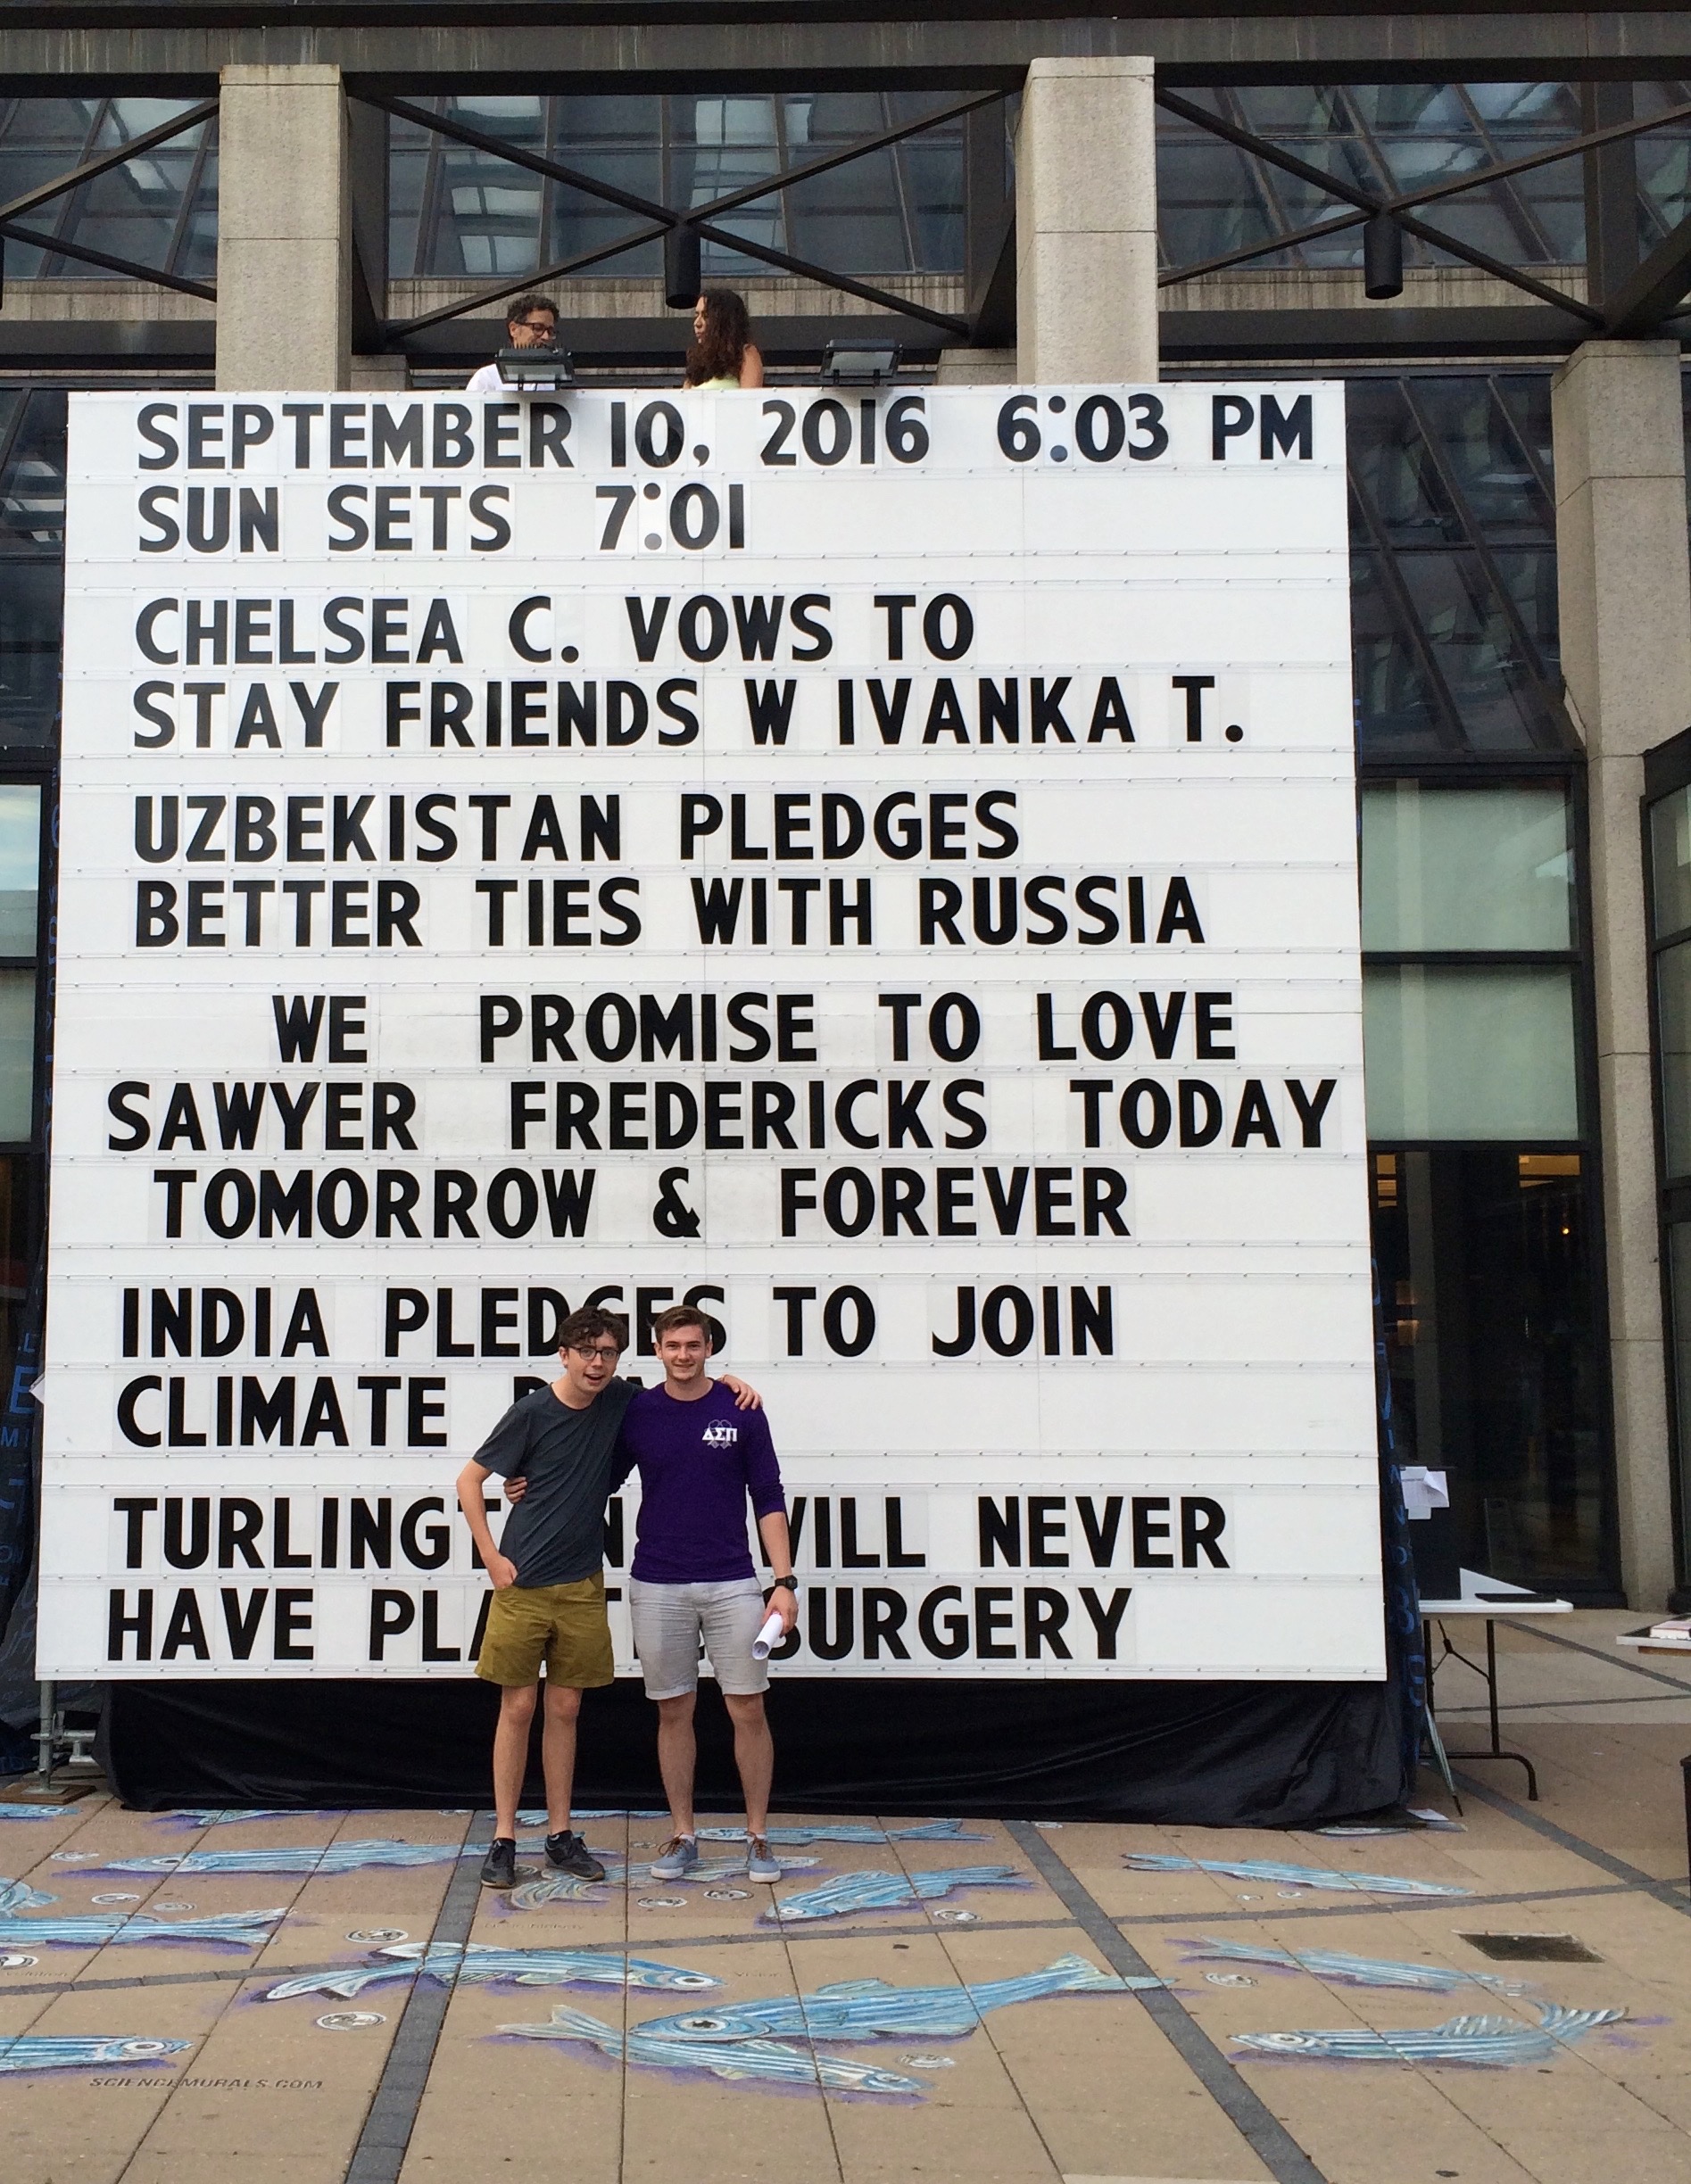 SEPTEMBER 10, 2016 6:03 PM
SUN SETS 7:01
CHELSEA C. VOWS TO
STAY FRIENDS W IVANKA T.
UZBEKISTAN PLEDGES
BETTER TIES WITH RUSSIA
WE PROMISE TO LOVE
SAWYER FREDERICKS TODAY
TOMORROW & FOREVER
INDIA PLEDGES TO JOIN
CLIMATE
TURLINGTON WILL NEVER
HAVE PLASTIC SURGERY
ΔΣΠ
SCIENCEMURALS.COM